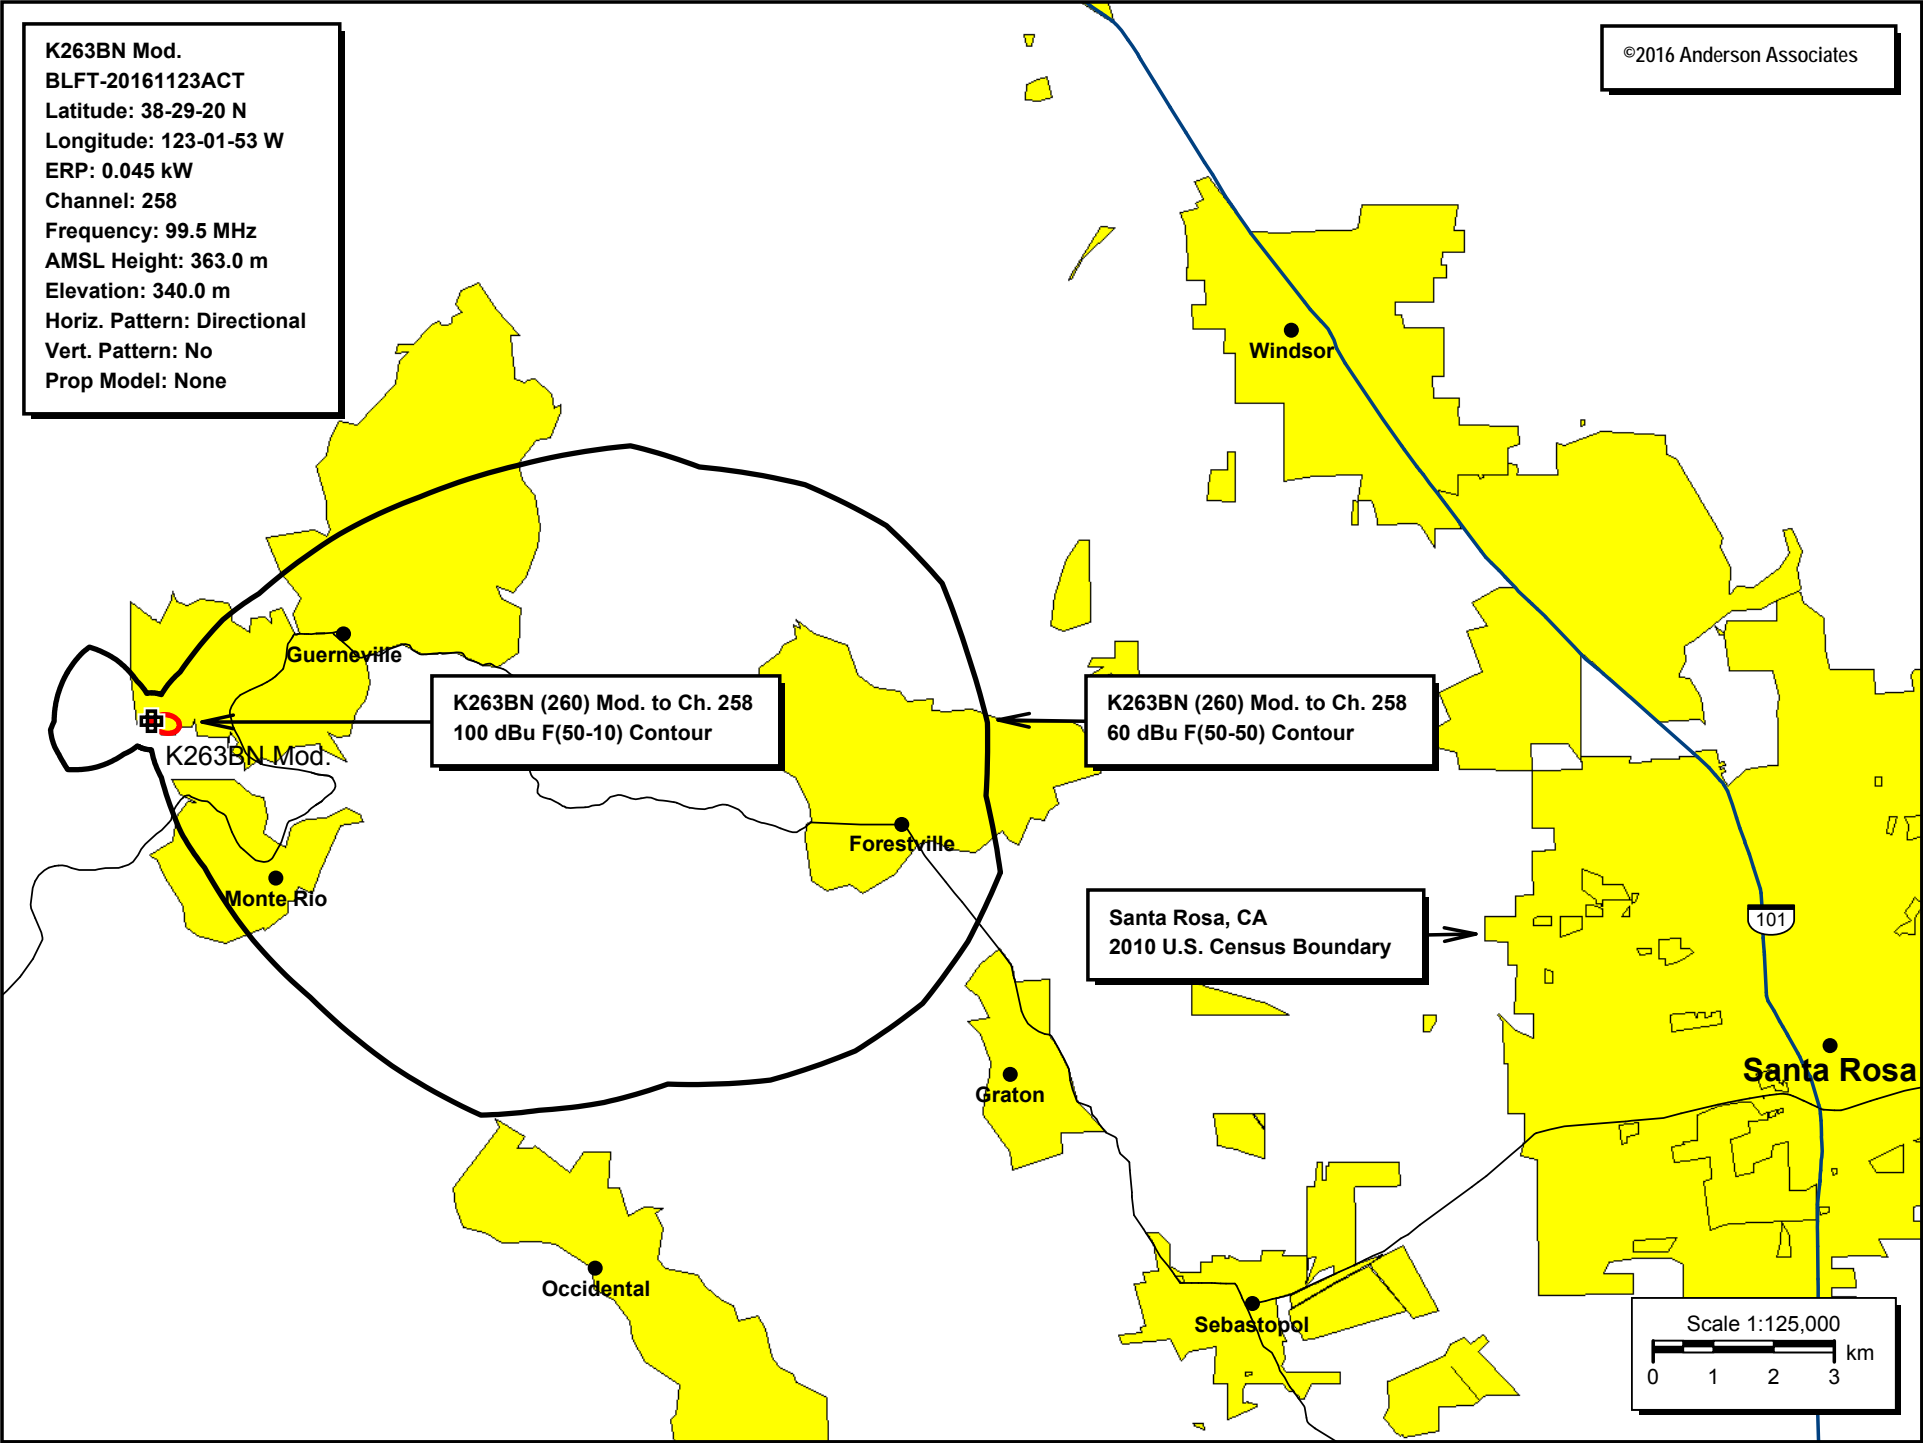 K263BN Mod.
BLFT-20161123ACT
Latitude: 38-29-20 N
Longitude: 123-01-53 W
ERP: 0.045 kW
Channel: 258
Frequency: 99.5 MHz
AMSL Height: 363.0 m
Elevation: 340.0 m
Horiz. Pattern: Directional
Vert. Pattern: No
Prop Model: None
©2016 Anderson Associates
Windsor
Guerneville
K263BN (260) Mod. to Ch. 258
100 dBu F(50-10) Contour
K263BN (260) Mod. to Ch. 258
60 dBu F(50-50) Contour
K263BN Mod.
Forestville
Monte Rio
Santa Rosa, CA
2010 U.S. Census Boundary
101
Santa Rosa
Graton
Occidental
Sebastopol
Scale 1:125,000
km
0 1 2 3